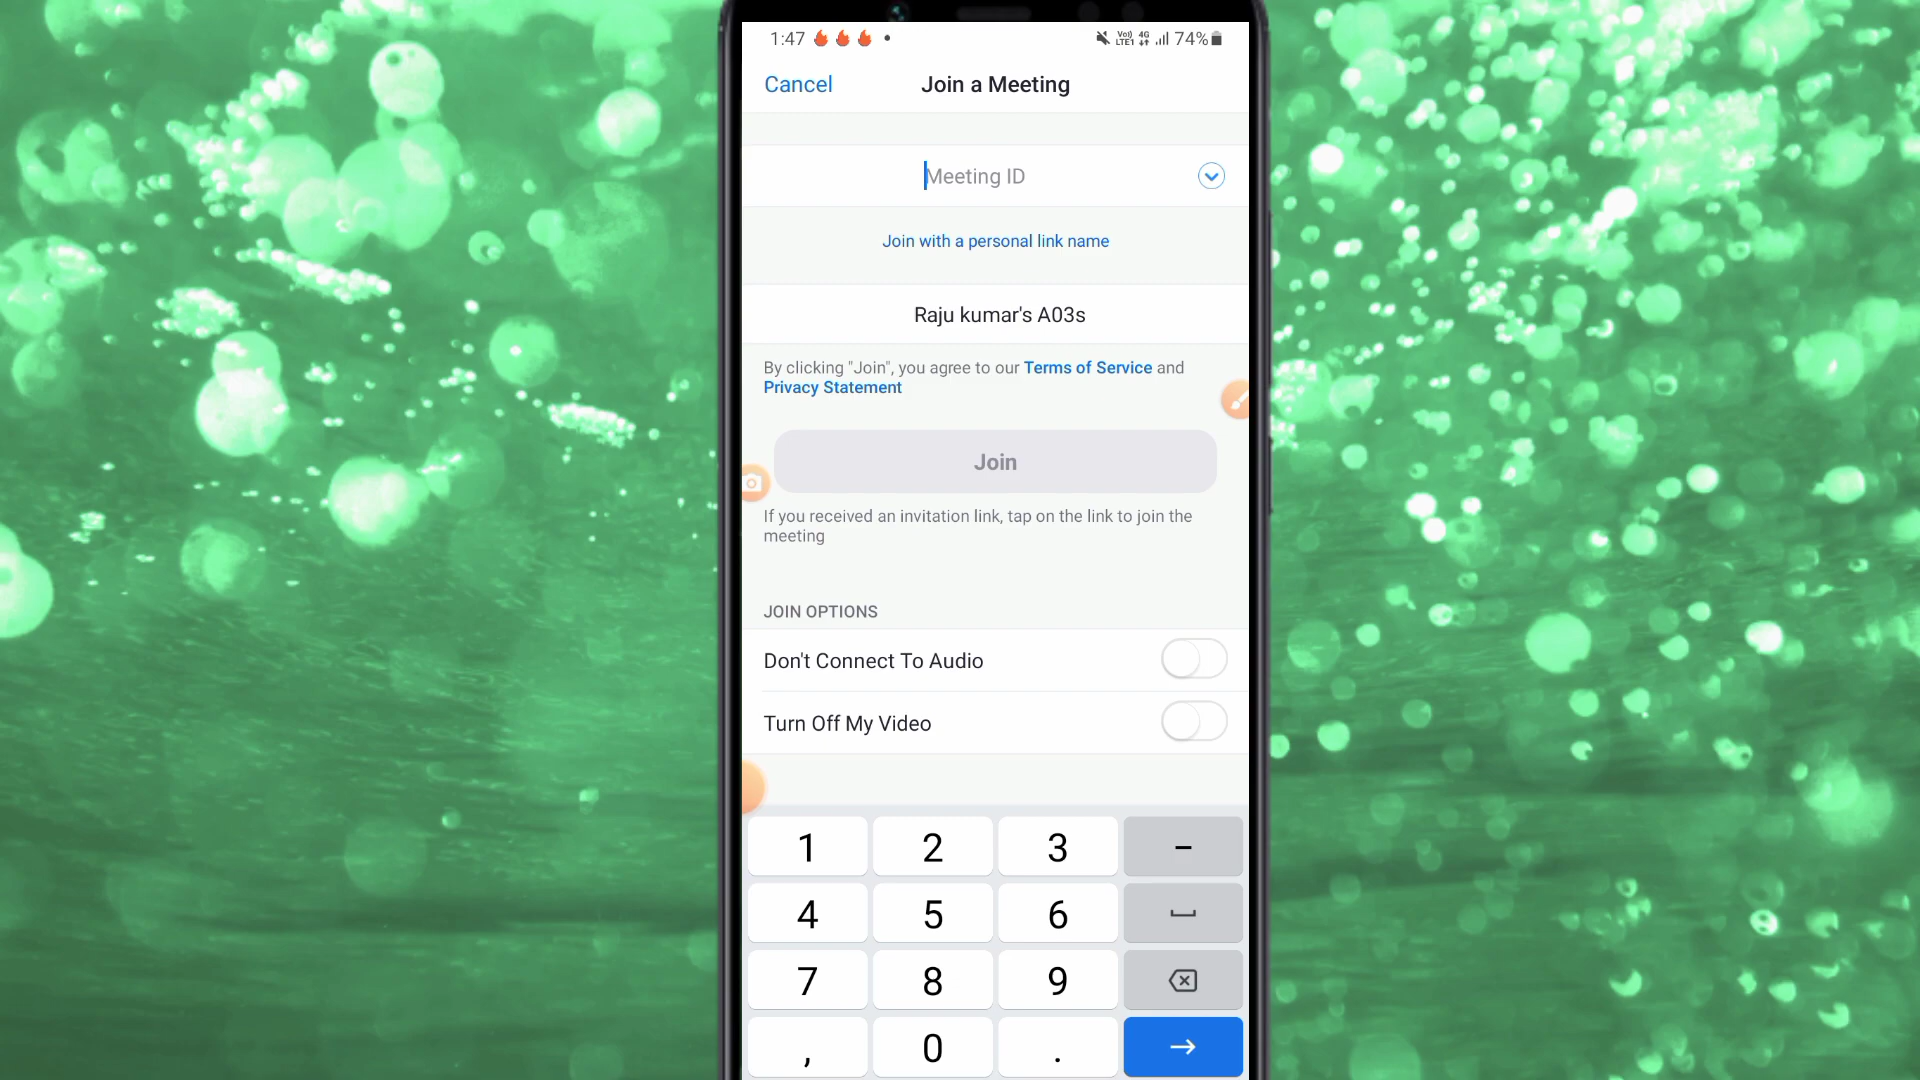 1:47 74%
Cancel Join a Meeting
Meeting ID
Join with a personal link name
Raju kumar's A03s
By clicking "Join", you agree to our Terms of Service and
Privacy Statement
Join
If you received an invitation link, tap on the link to join the
meeting
JOIN OPTIONS
Don't Connect To Audio
Turn Off My Video
1 2 3 -
4 5 6
7 8 9
, 0 .